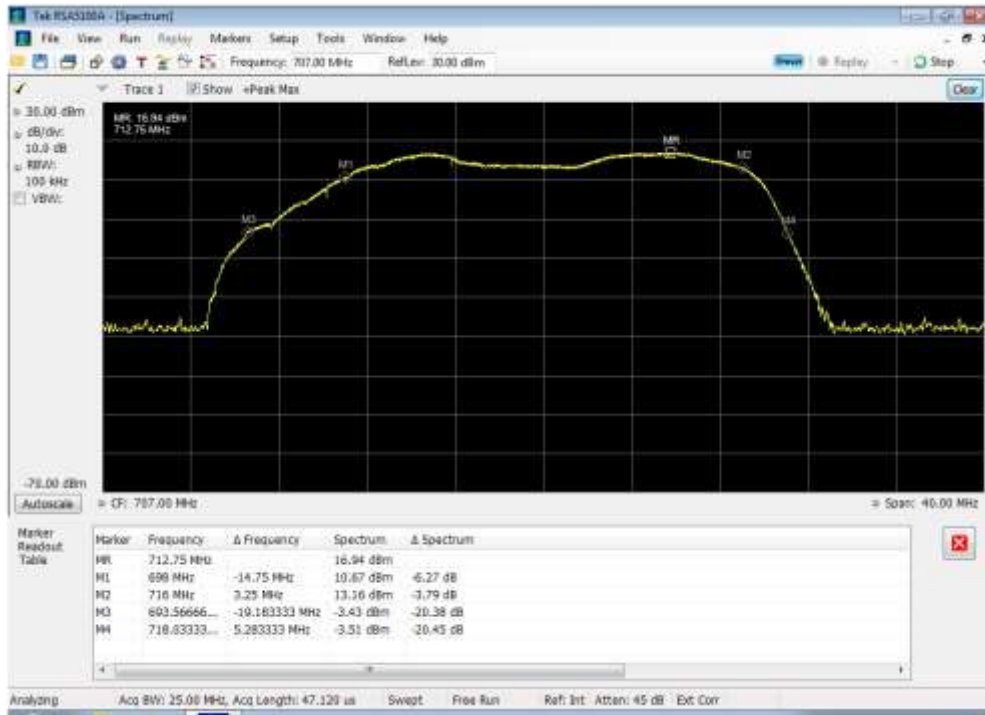 Tek RSA5100A - [Spectrum]
File View Run Replay Markers Setup Tools Window Help
Frequency: 707.00 MHz RefLev: 30.00 dBm Preset Replay Stop
Trace 1 Show +Peak Max Clear
30.00 dBm
dB/div:
10.0 dB
RBW:
100 kHz
VBW:
MR: 16.94 dBm
712.75 MHz
M3
M1
MR
M2
M4
-70.00 dBm
Autoscale CF: 707.00 MHz Span: 40.00 MHz
Marker
Readout
Table
Marker Frequency Δ Frequency Spectrum Δ Spectrum
MR 712.75 MHz 16.94 dBm
M1 698 MHz -14.75 MHz 10.67 dBm -6.27 dB
M2 716 MHz 3.25 MHz 13.16 dBm -3.79 dB
M3 693.56666... -19.183333 MHz -3.43 dBm -20.38 dB
M4 718.03333... 5.283333 MHz -3.51 dBm -20.45 dB
Analyzing Acq BW: 25.00 MHz, Acq Length: 47.120 us Swept Free Run Ref: Int Atten: 45 dB Ext Corr